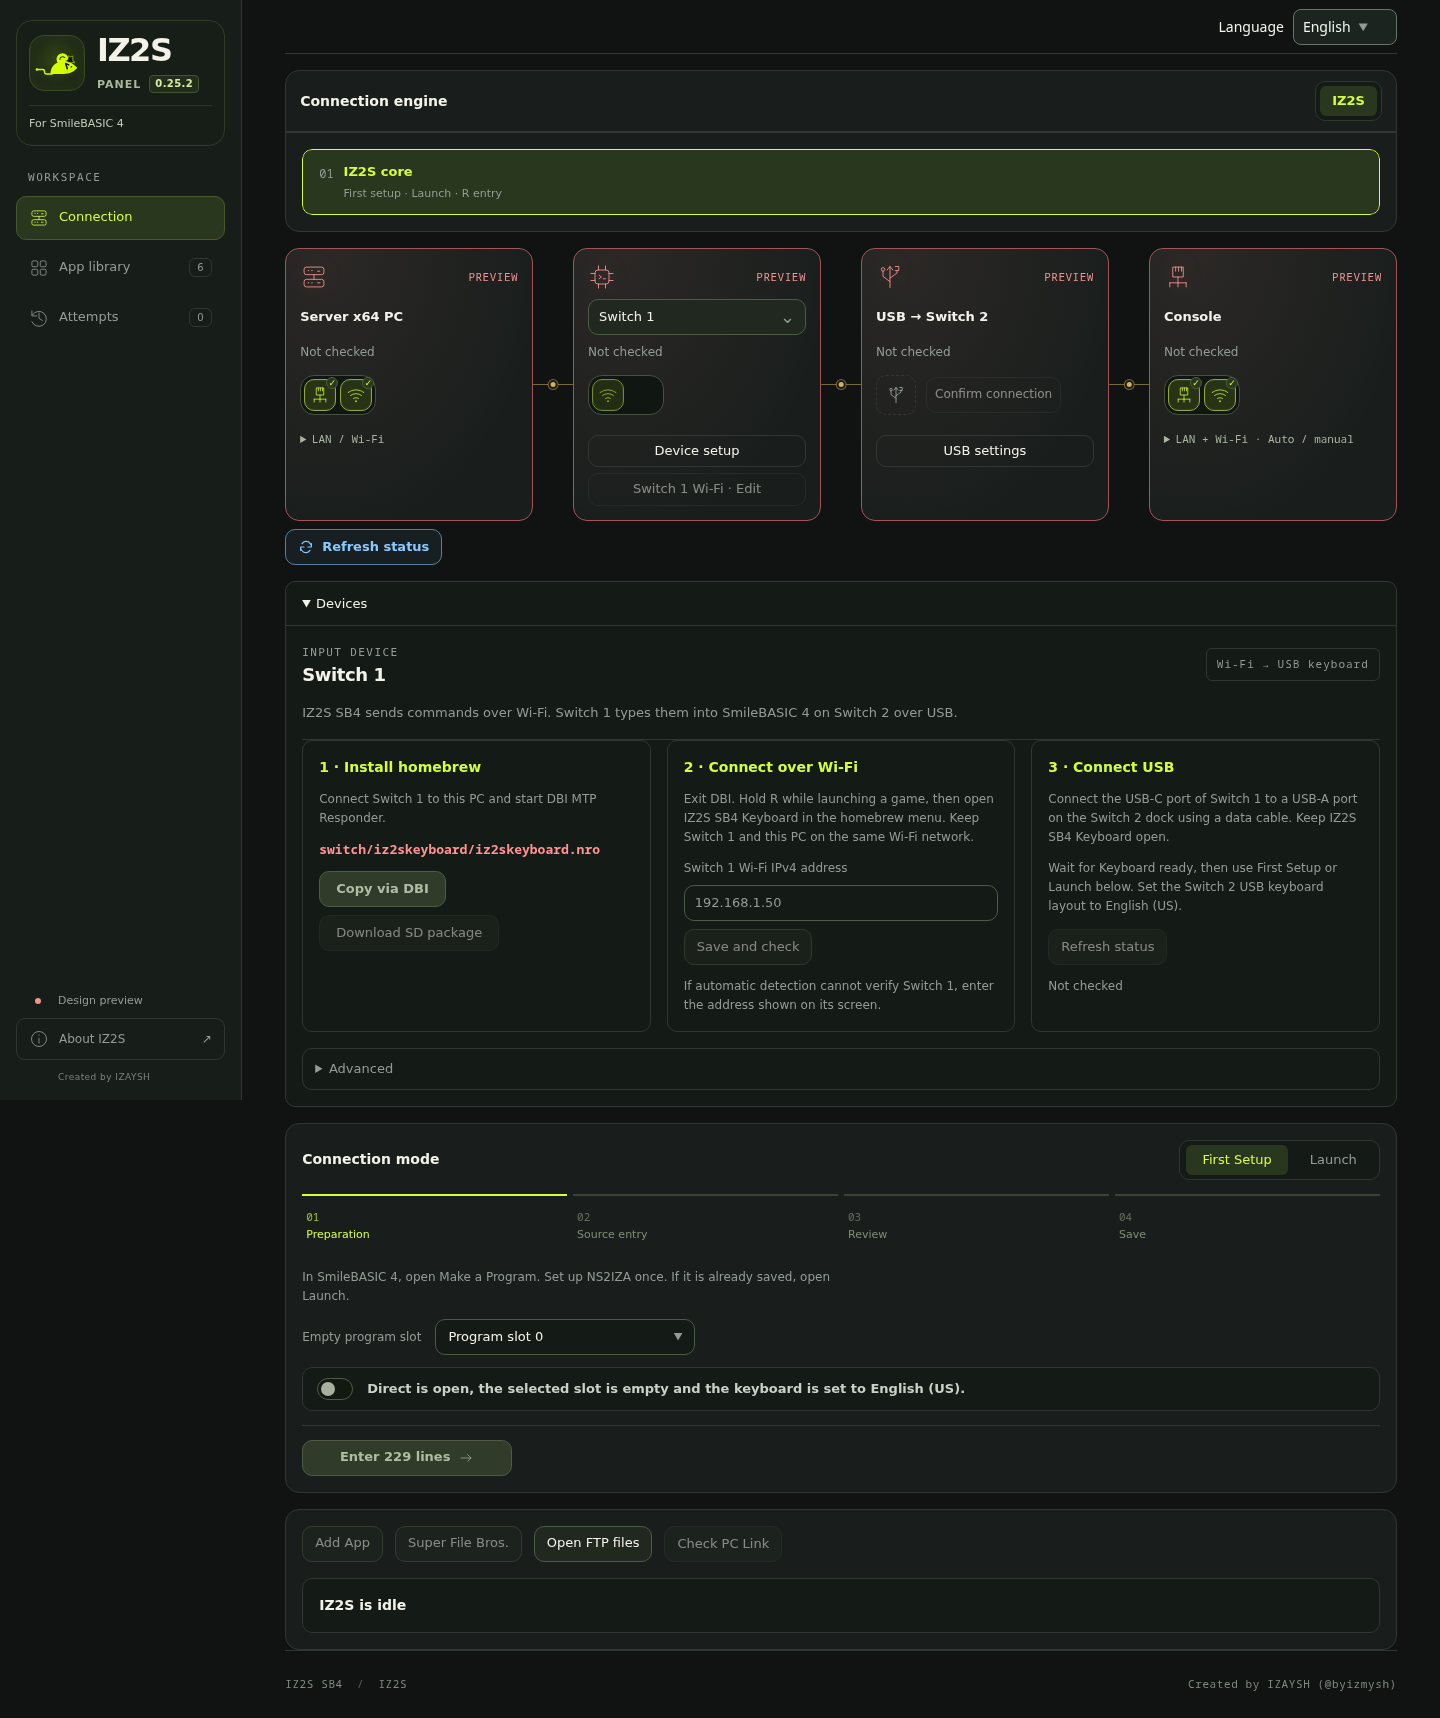 IZ2S
PANEL 0.25.2
For SmileBASIC 4
WORKSPACE
Connection
App library 6
Attempts 0
Design preview
About IZ2S ↗
Created by IZAYSH
Language English ▼
Connection engine IZ2S
01 IZ2S core
First setup · Launch · R entry
PREVIEW
Server x64 PC
Not checked
▶ LAN / Wi-Fi
PREVIEW
Switch 1
Not checked
Device setup
Switch 1 Wi-Fi · Edit
PREVIEW
USB → Switch 2
Not checked
Confirm connection
USB settings
PREVIEW
Console
Not checked
▶ LAN + Wi-Fi · Auto / manual
Refresh status
▼ Devices
INPUT DEVICE
Switch 1
Wi-Fi → USB keyboard
IZ2S SB4 sends commands over Wi-Fi. Switch 1 types them into SmileBASIC 4 on Switch 2 over USB.
1 · Install homebrew
Connect Switch 1 to this PC and start DBI MTP
Responder.
switch/iz2skeyboard/iz2skeyboard.nro
Copy via DBI
Download SD package
2 · Connect over Wi-Fi
Exit DBI. Hold R while launching a game, then open
IZ2S SB4 Keyboard in the homebrew menu. Keep
Switch 1 and this PC on the same Wi-Fi network.
Switch 1 Wi-Fi IPv4 address
192.168.1.50
Save and check
If automatic detection cannot verify Switch 1, enter
the address shown on its screen.
3 · Connect USB
Connect the USB-C port of Switch 1 to a USB-A port
on the Switch 2 dock using a data cable. Keep IZ2S
SB4 Keyboard open.
Wait for Keyboard ready, then use First Setup or
Launch below. Set the Switch 2 USB keyboard
layout to English (US).
Refresh status
Not checked
▶ Advanced
Connection mode
First Setup Launch
01
Preparation
02
Source entry
03
Review
04
Save
In SmileBASIC 4, open Make a Program. Set up NS2IZA once. If it is already saved, open
Launch.
Empty program slot Program slot 0 ▼
Direct is open, the selected slot is empty and the keyboard is set to English (US).
Enter 229 lines →
Add App Super File Bros. Open FTP files Check PC Link
IZ2S is idle
IZ2S SB4 / IZ2S
Created by IZAYSH (@byizmysh)